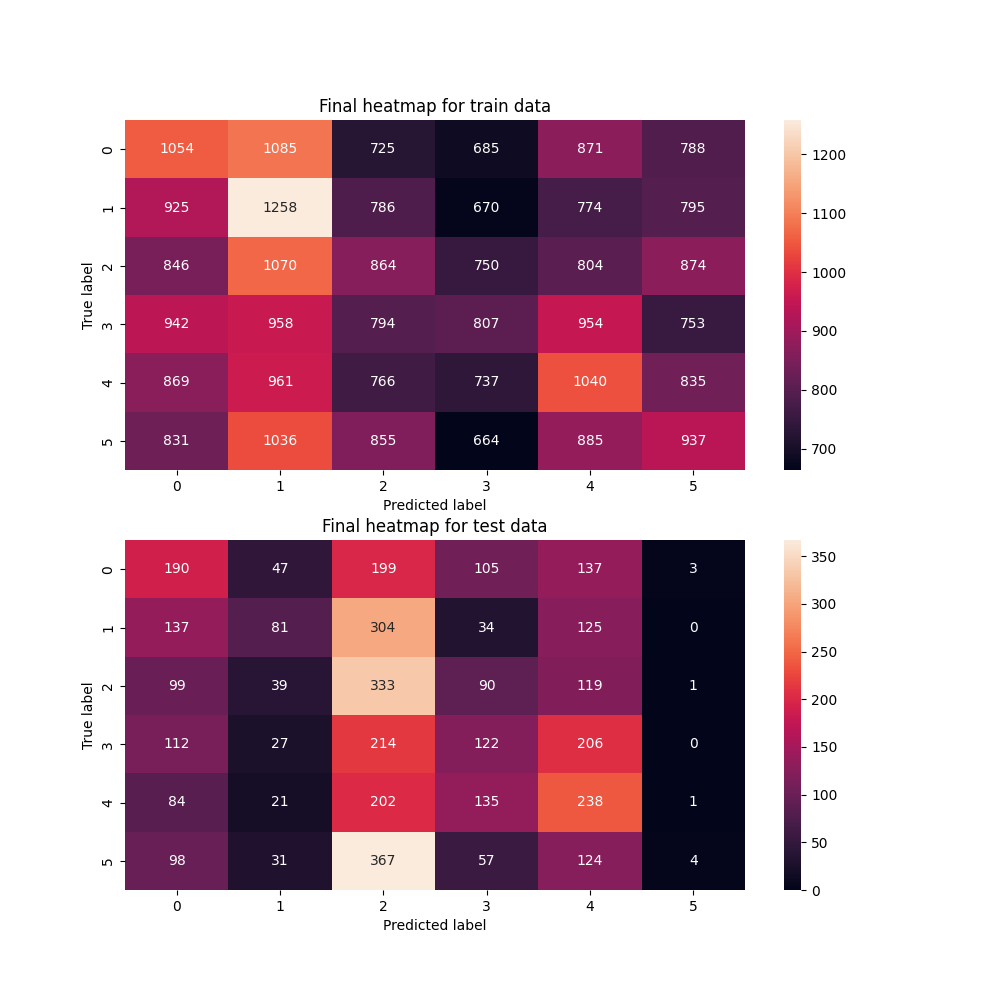 Final heatmap for train data
0 1054 1085 725 685 871 788
1 925 1258 786 670 774 795
2 846 1070 864 750 804 874
3 942 958 794 807 954 753
4 869 961 766 737 1040 835
5 831 1036 855 664 885 937
0 1 2 3 4 5
Predicted label
True label
1200
1100
1000
900
800
700
Final heatmap for test data
0 190 47 199 105 137 3
1 137 81 304 34 125 0
2 99 39 333 90 119 1
3 112 27 214 122 206 0
4 84 21 202 135 238 1
5 98 31 367 57 124 4
0 1 2 3 4 5
Predicted label
True label
350
300
250
200
150
100
50
0